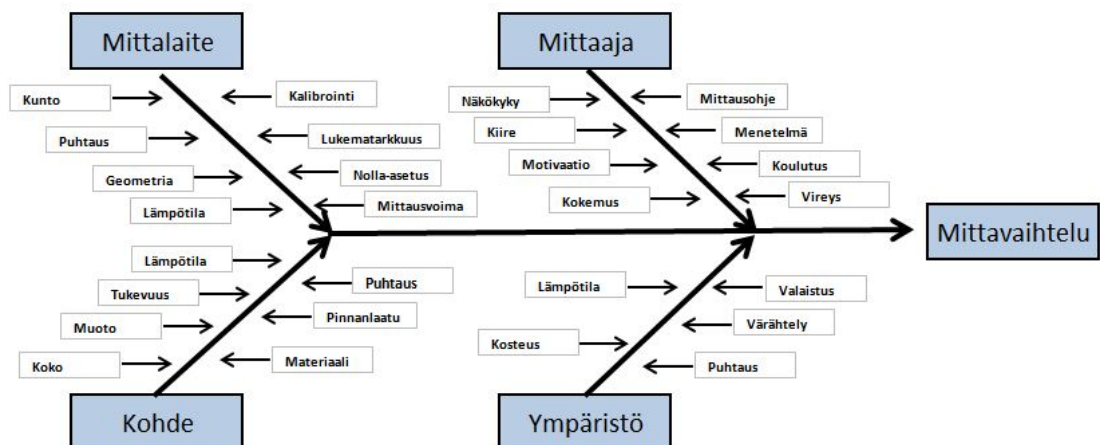 Mittalaite
Mittaaja
Kunto
Kalibrointi
Puhtaus
Lukematarkkuus
Geometria
Nolla-asetus
Lämpötila
Mittausvoima
Näkökyky
Mittausohje
Kiire
Menetelmä
Motivaatio
Koulutus
Kokemus
Vireys
Mittavaihtelu
Lämpötila
Puhtaus
Tukevuus
Pinnanlaatu
Muoto
Koko
Materiaali
Lämpötila
Valaistus
Värähtely
Kosteus
Puhtaus
Kohde
Ympäristö